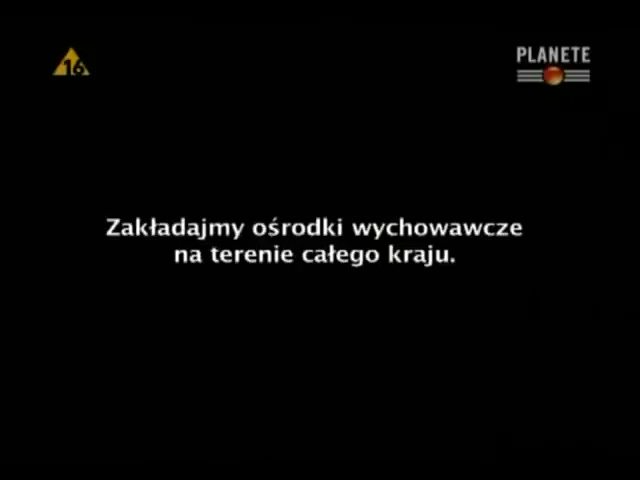 16
PLANETE
Zakładajmy ośrodki wychowawcze
na terenie całego kraju.